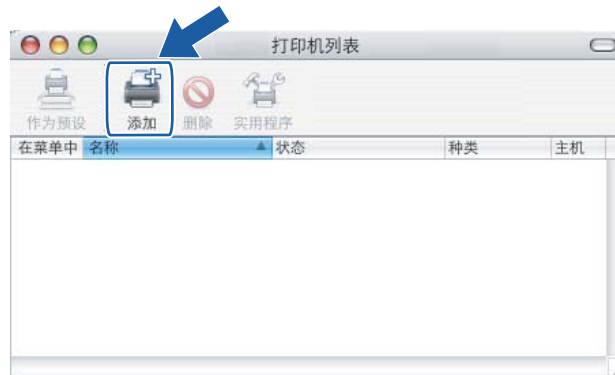 打印机列表
作为预设 添加 删除 实用程序
在菜单中 名称 状态 种类 主机